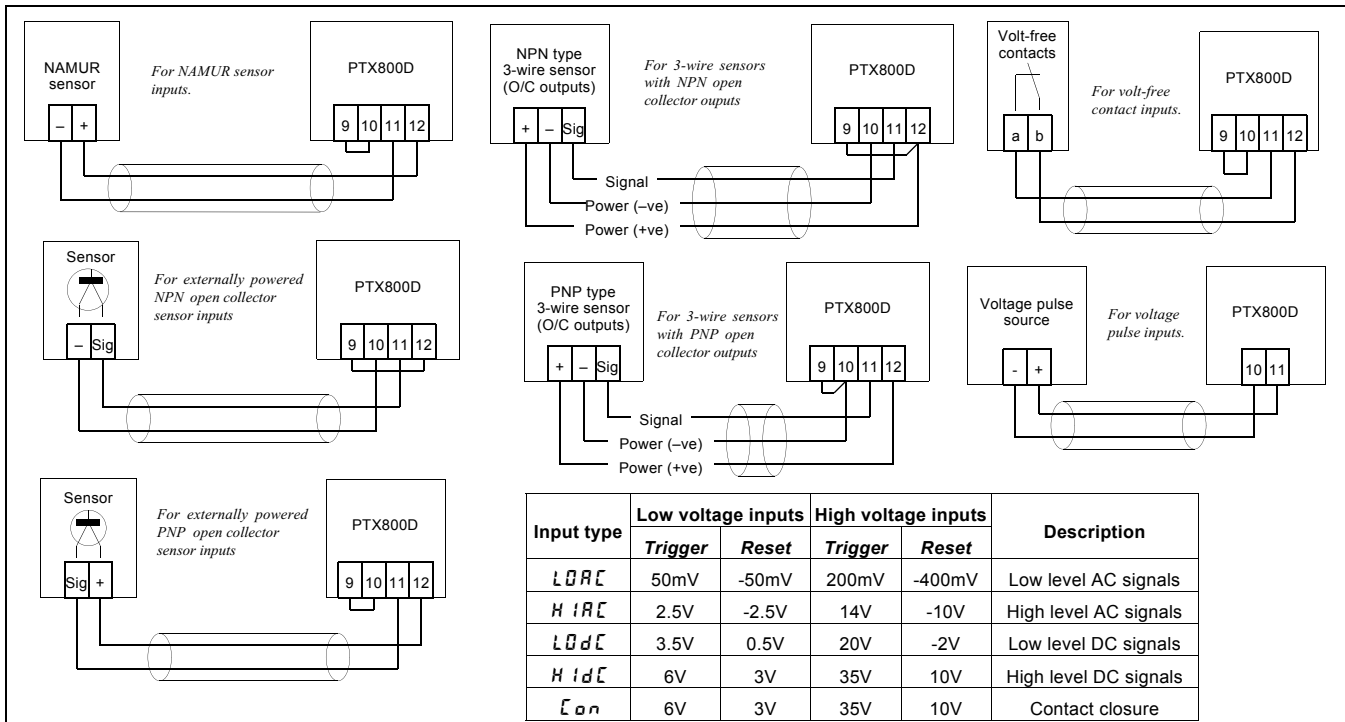 NAMUR
sensor
– +
For NAMUR sensor
inputs.
PTX800D
9 10 11 12
NPN type
3-wire sensor
(O/C outputs)
+ – Sig
For 3-wire sensors
with NPN open
collector ouputs
PTX800D
9 10 11 12
Signal
Power (–ve)
Power (+ve)
Volt-free
contacts
a b
For volt-free
contact inputs.
PTX800D
9 10 11 12
Sensor
– Sig
For externally powered
NPN open collector
sensor inputs
PTX800D
9 10 11 12
PNP type
3-wire sensor
(O/C outputs)
+ – Sig
For 3-wire sensors
with PNP open
collector outputs
PTX800D
9 10 11 12
Signal
Power (–ve)
Power (+ve)
Voltage pulse
source
- +
For voltage
pulse inputs.
PTX800D
10 11
Sensor
Sig +
For externally powered
PNP open collector
sensor inputs
PTX800D
9 10 11 12
Input type Low voltage inputs High voltage inputs Description
Trigger Reset Trigger Reset
LOAC 50mV -50mV 200mV -400mV Low level AC signals
HIAC 2.5V -2.5V 14V -10V High level AC signals
LOdC 3.5V 0.5V 20V -2V Low level DC signals
HIdC 6V 3V 35V 10V High level DC signals
Con 6V 3V 35V 10V Contact closure